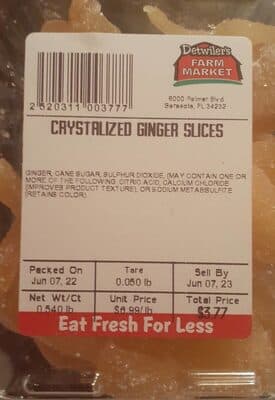 Detwiler's
FARM
MARKET
6000 Palmer Blvd
Sarasota, FL 34232
2 520311 003777
CRYSTALIZED GINGER SLICES
GINGER, CANE SUGAR, SULPHUR DIOXIDE, (MAY CONTAIN ONE OR
MORE OF THE FOLLOWING: CITRIC ACID, CALCIUM CHLORIDE
(IMPROVES PRODUCT TEXTURE), OR SODIUM METABISULFITE
(RETAINS COLOR).
Packed On Tare Sell By
Jun 07, 22 0.050 lb Jun 07, 23
Net Wt/Ct Unit Price Total Price
0.540 lb $6.99/lb $3.77
Eat Fresh For Less